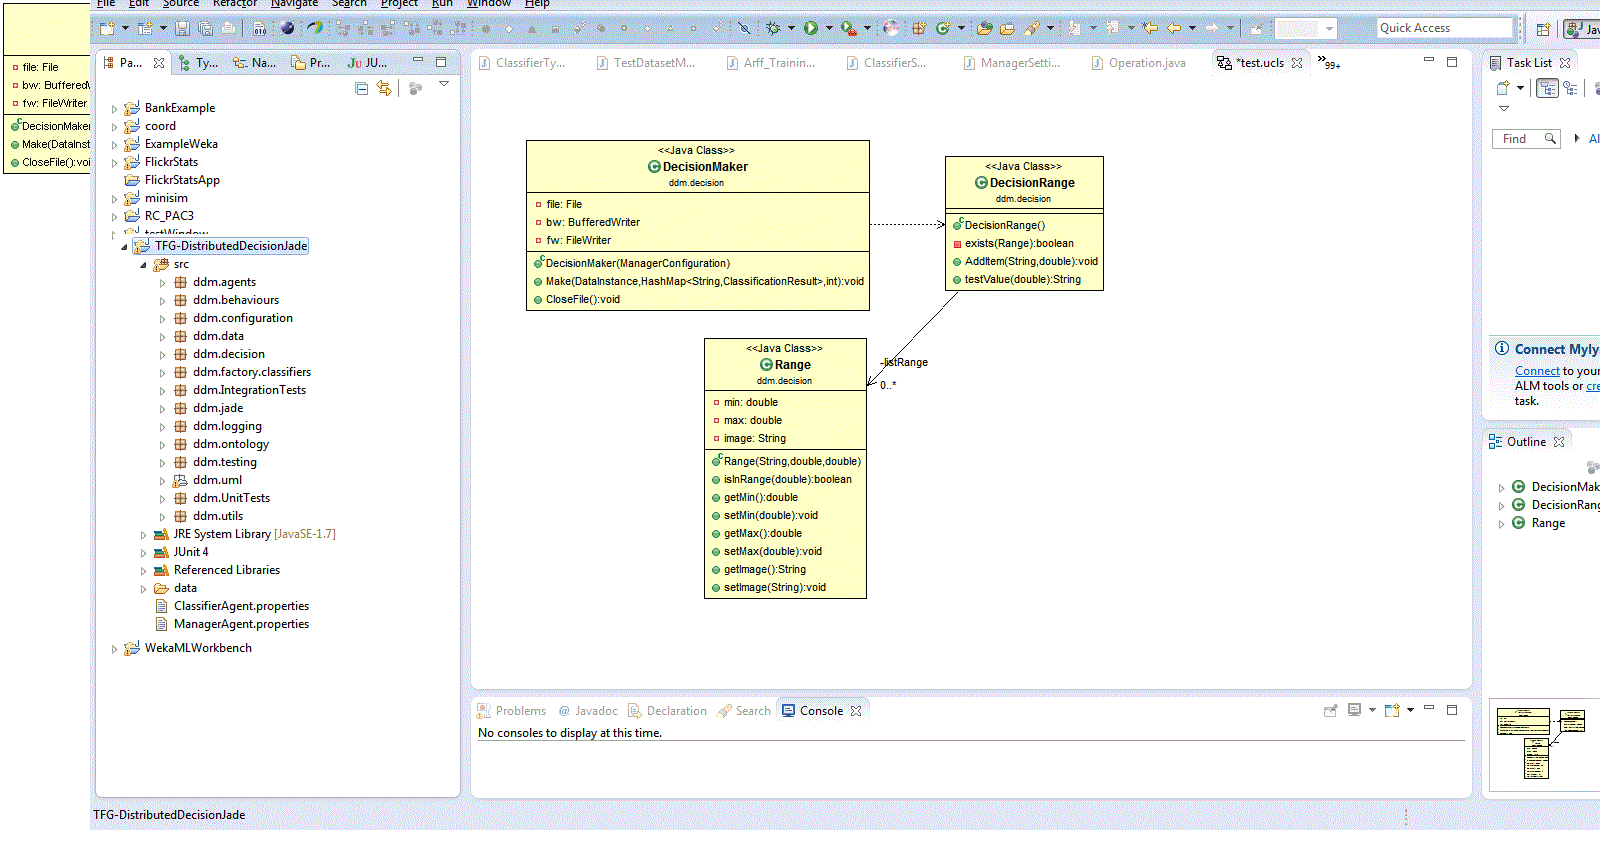 File Edit Source Refactor Navigate Search Project Run Window Help
Quick Access
Jav
file: File
bw: Buffered
fw: FileWriter
DecisionMaker
Make(DataInst
CloseFile():voi
Pa... Ty... Na... Pr... Ju JU...
BankExample
coord
ExampleWeka
FlickrStats
FlickrStatsApp
minisim
RC_PAC3
testWindow
TFG-DistributedDecisionJade
src
ddm.agents
ddm.behaviours
ddm.configuration
ddm.data
ddm.decision
ddm.factory.classifiers
ddm.IntegrationTests
ddm.jade
ddm.logging
ddm.ontology
ddm.testing
ddm.uml
ddm.UnitTests
ddm.utils
JRE System Library [JavaSE-1.7]
JUnit 4
Referenced Libraries
data
ClassifierAgent.properties
ManagerAgent.properties
WekaMLWorkbench
ClassifierTy... TestDatasetM... Arff_Trainin... ClassifierS... ManagerSetti... Operation.java *test.ucls »99+
<<Java Class>>
DecisionMaker
ddm.decision
file: File
bw: BufferedWriter
fw: FileWriter
DecisionMaker(ManagerConfiguration)
Make(DataInstance,HashMap<String,ClassificationResult>,int):void
CloseFile():void
<<Java Class>>
DecisionRange
ddm.decision
DecisionRange()
exists(Range):boolean
AddItem(String,double):void
testValue(double):String
-listRange
0..*
<<Java Class>>
Range
ddm.decision
min: double
max: double
image: String
Range(String,double,double)
isInRange(double):boolean
getMin():double
setMin(double):void
getMax():double
setMax(double):void
getImage():String
setImage(String):void
Problems @ Javadoc Declaration Search Console
No consoles to display at this time.
Task List
Find Al
Connect Myly
Connect to your
ALM tools or cre
task.
Outline
DecisionMak
DecisionRang
Range
TFG-DistributedDecisionJade